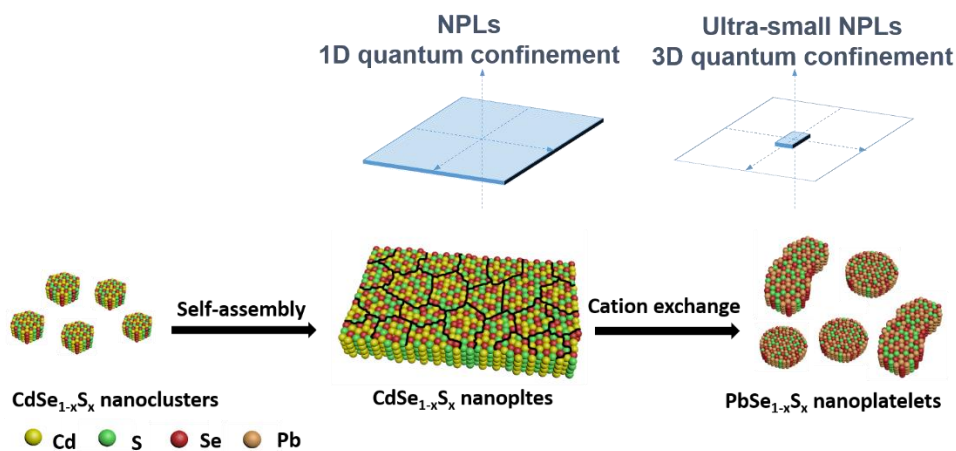 NPLs
1D quantum confinement
Ultra-small NPLs
3D quantum confinement
Self-assembly
Cation exchange
CdSe₁₋ₓSₓ nanoclusters
CdSe₁₋ₓSₓ nanopltes
PbSe₁₋ₓSₓ nanoplatelets
Cd S Se Pb